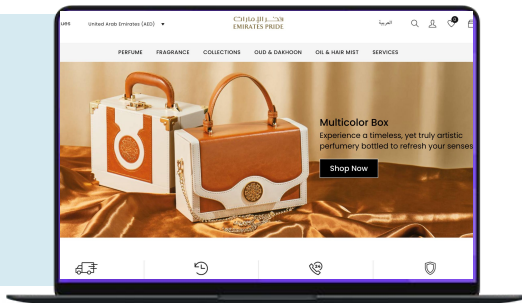 United Arab Emirates (AED)
EMIRATES PRIDE
العربية
PERFUME FRAGRANCE COLLECTIONS OUD & DAKHOON OIL & HAIR MIST SERVICES
Multicolor Box
Experience a timeless, yet truly artistic
perfumery bottled to refresh your senses
Shop Now
24